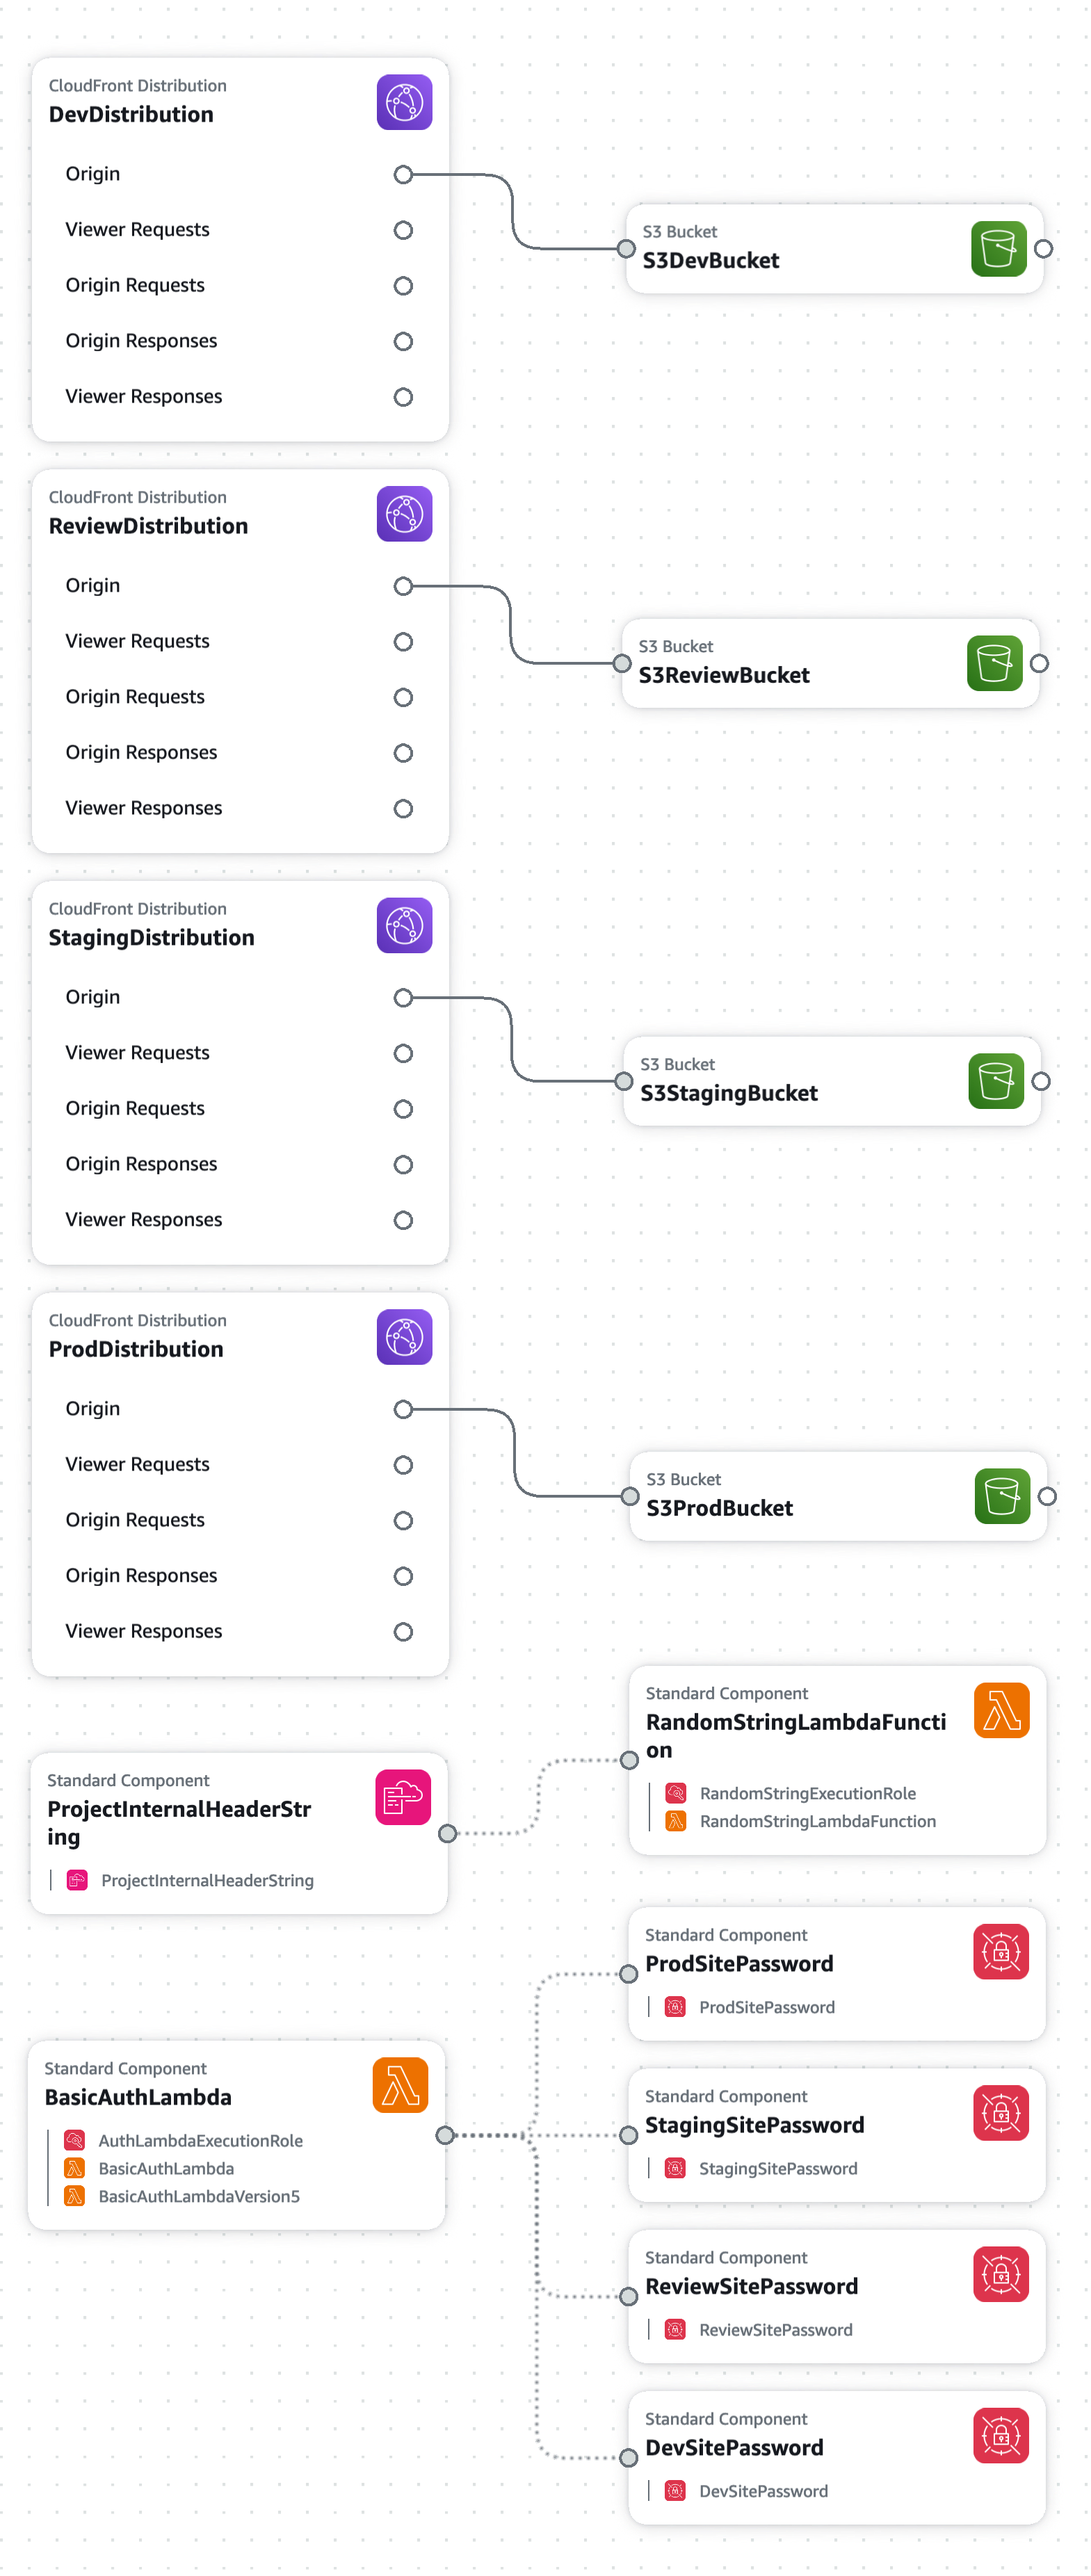 CloudFront Distribution
DevDistribution
Origin
Viewer Requests
Origin Requests
Origin Responses
Viewer Responses
S3 Bucket
S3DevBucket
CloudFront Distribution
ReviewDistribution
Origin
Viewer Requests
Origin Requests
Origin Responses
Viewer Responses
S3 Bucket
S3ReviewBucket
CloudFront Distribution
StagingDistribution
Origin
Viewer Requests
Origin Requests
Origin Responses
Viewer Responses
S3 Bucket
S3StagingBucket
CloudFront Distribution
ProdDistribution
Origin
Viewer Requests
Origin Requests
Origin Responses
Viewer Responses
S3 Bucket
S3ProdBucket
Standard Component
RandomStringLambdaFuncti
on
RandomStringExecutionRole
RandomStringLambdaFunction
Standard Component
ProjectInternalHeaderStr
ing
ProjectInternalHeaderString
Standard Component
ProdSitePassword
ProdSitePassword
Standard Component
BasicAuthLambda
AuthLambdaExecutionRole
BasicAuthLambda
BasicAuthLambdaVersion5
Standard Component
StagingSitePassword
StagingSitePassword
Standard Component
ReviewSitePassword
ReviewSitePassword
Standard Component
DevSitePassword
DevSitePassword